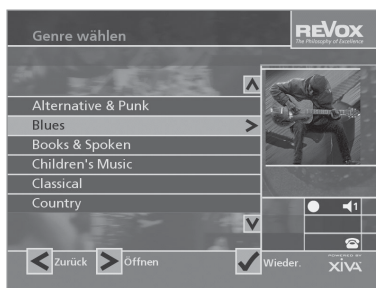 Genre wählen
REVOX
The Philosophy of Excellence
Alternative & Punk
Blues
Books & Spoken
Children's Music
Classical
Country
1
Zurück
Öffnen
Wieder.
POWERED BY
XiVA